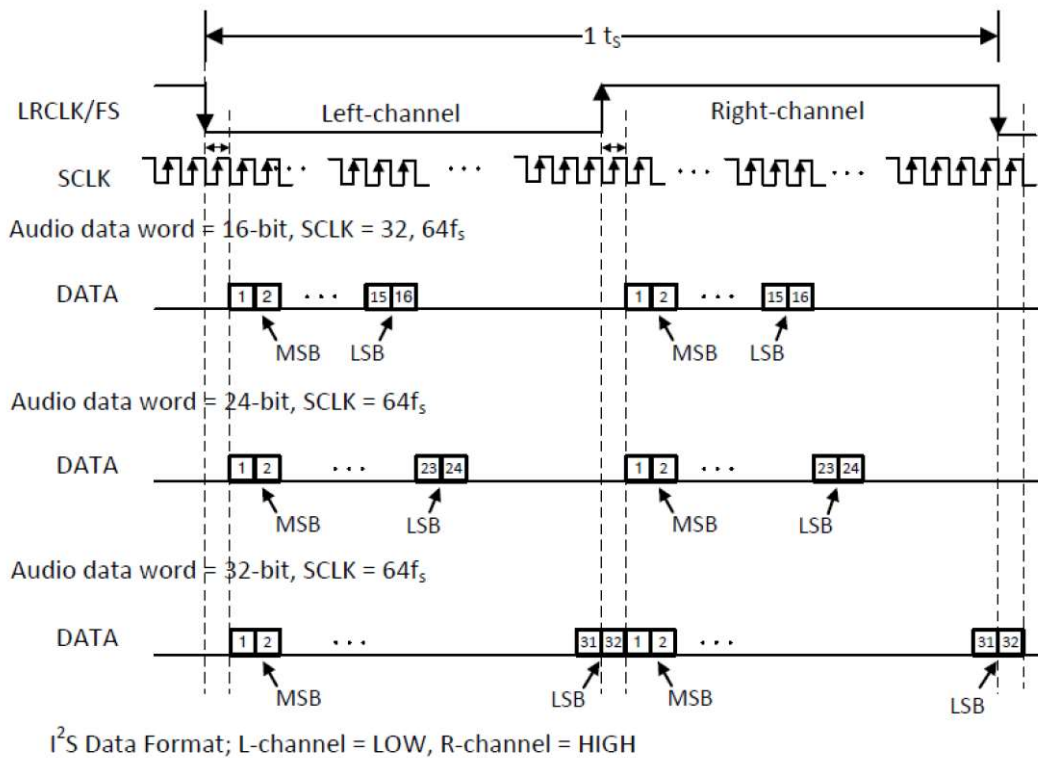 1 tS
LRCLK/FS Left-channel Right-channel
SCLK ... ... ... ...
Audio data word = 16-bit, SCLK = 32, 64fs
DATA 1 2 ... 15 16 1 2 ... 15 16
MSB LSB MSB LSB
Audio data word = 24-bit, SCLK = 64fs
DATA 1 2 ... 23 24 1 2 ... 23 24
MSB LSB MSB LSB
Audio data word = 32-bit, SCLK = 64fs
DATA 1 2 ... 31 32 1 2 ... 31 32
MSB LSB MSB LSB
I²S Data Format; L-channel = LOW, R-channel = HIGH